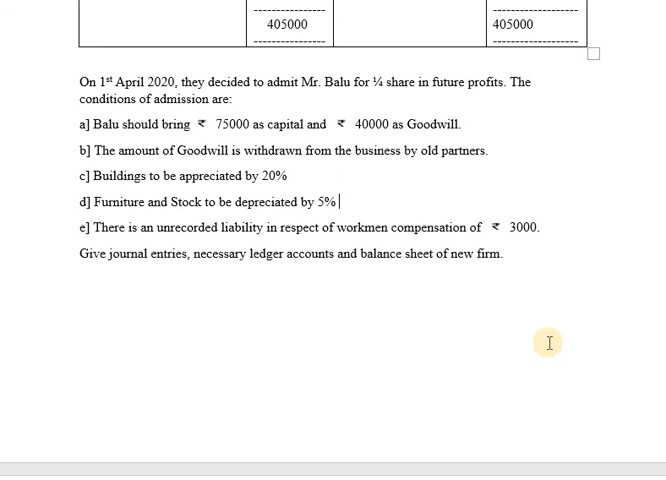 405000 405000
On 1st April 2020, they decided to admit Mr. Balu for ¼ share in future profits. The
conditions of admission are:
a] Balu should bring ₹ 75000 as capital and ₹ 40000 as Goodwill.
b] The amount of Goodwill is withdrawn from the business by old partners.
c] Buildings to be appreciated by 20%
d] Furniture and Stock to be depreciated by 5%
e] There is an unrecorded liability in respect of workmen compensation of ₹ 3000.
Give journal entries, necessary ledger accounts and balance sheet of new firm.